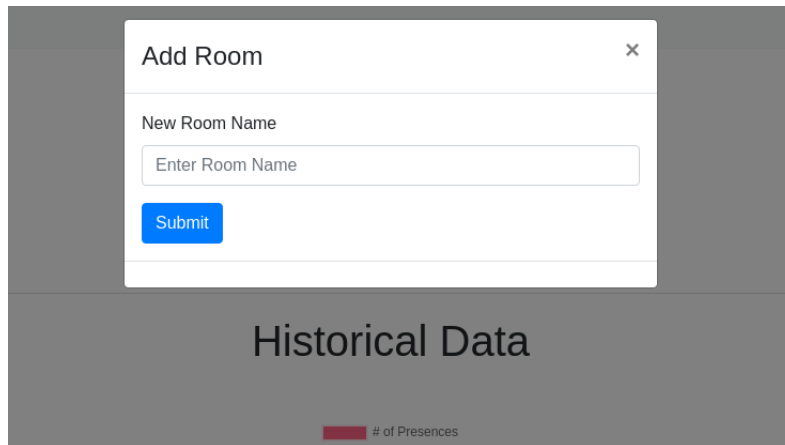 Add Room
×
New Room Name
Enter Room Name
Submit
Historical Data
# of Presences